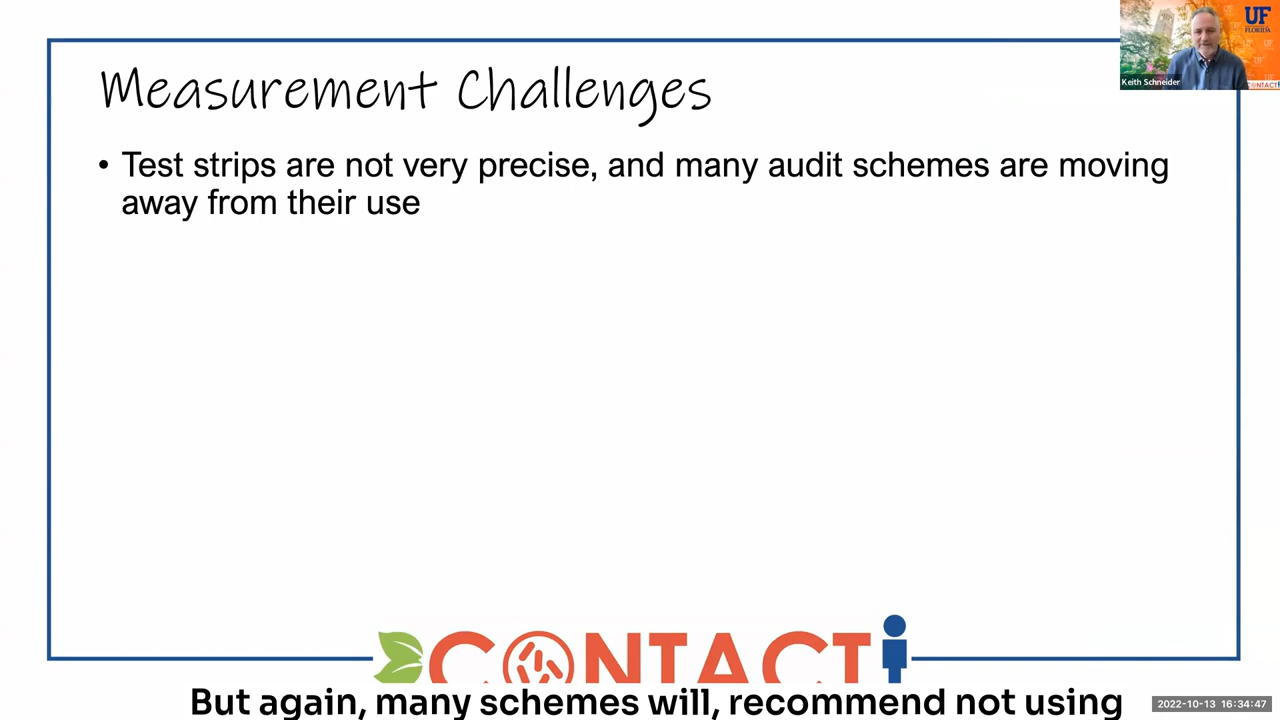 Measurement Challenges
• Test strips are not very precise, and many audit schemes are moving
away from their use
UF
FLORIDA
Keith Schneider
CONTACT
CONTACT
But again, many schemes will, recommend not using
2022-10-13 16:34:47